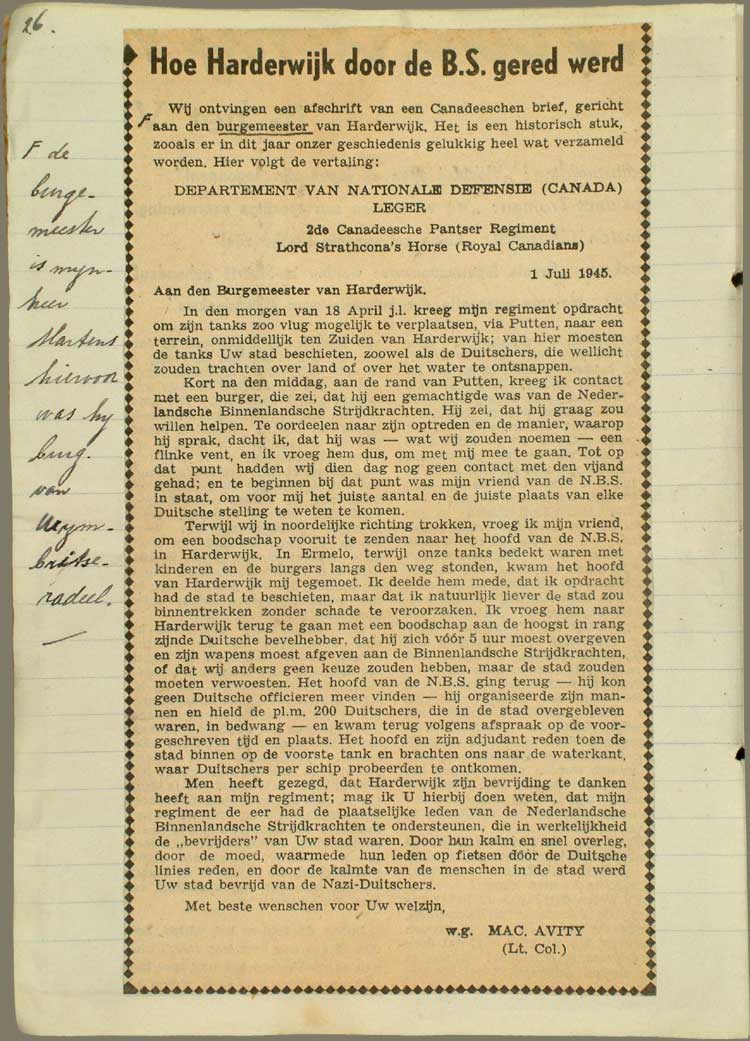 26.
Hoe Harderwijk door de B.S. gered werd
Wij ontvingen een afschrift van een Canadeeschen brief, gericht
F aan den burgemeester van Harderwijk. Het is een historisch stuk,
zooals er in dit jaar onzer geschiedenis gelukkig heel wat verzameld
worden. Hier volgt de vertaling:
DEPARTEMENT VAN NATIONALE DEFENSIE (CANADA)
LEGER
2de Canadeesche Pantser Regiment
Lord Strathcona's Horse (Royal Canadians)
1 Juli 1945.
Aan den Burgemeester van Harderwijk.
In den morgen van 18 April j.l. kreeg mijn regiment opdracht
om zijn tanks zoo vlug mogelijk te verplaatsen, via Putten, naar een
terrein, onmiddellijk ten Zuiden van Harderwijk; van hier moesten
de tanks Uw stad beschieten, zoowel als de Duitschers, die wellicht
zouden trachten over land of over het water te ontsnappen.
Kort na den middag, aan de rand van Putten, kreeg ik contact
met een burger, die zei, dat hij een gemachtigde was van de Neder-
landsche Binnenlandsche Strijdkrachten. Hij zei, dat hij graag zou
willen helpen. Te oordeelen naar zijn optreden en de manier, waarop
hij sprak, dacht ik, dat hij was — wat wij zouden noemen — een
flinke vent, en ik vroeg hem dus, om met mij mee te gaan. Tot op
dat punt hadden wij dien dag nog geen contact met den vijand
gehad; en te beginnen bij dat punt was mijn vriend van de N.B.S.
in staat, om voor mij het juiste aantal en de juiste plaats van elke
Duitsche stelling te weten te komen.
Terwijl wij in noordelijke richting trokken, vroeg ik mijn vriend,
om een boodschap vooruit te zenden naar het hoofd van de N.B.S.
in Harderwijk. In Ermelo, terwijl onze tanks bedekt waren met
kinderen en de burgers langs den weg stonden, kwam het hoofd
van Harderwijk mij tegemoet. Ik deelde hem mede, dat ik opdracht
had de stad te beschieten, maar dat ik natuurlijk liever de stad zou
binnentrekken zonder schade te veroorzaken. Ik vroeg hem naar
Harderwijk terug te gaan met een boodschap aan de hoogst in rang
zijnde Duitsche bevelhebber, dat hij zich vóór 5 uur moest overgeven
en zijn wapens moest afgeven aan de Binnenlandsche Strijdkrachten,
of dat wij anders geen keuze zouden hebben, maar de stad zouden
moeten verwoesten. Het hoofd van de N.B.S. ging terug — hij kon
geen Duitsche officieren meer vinden — hij organiseerde zijn man-
nen en hield de pl.m. 200 Duitschers, die in de stad overgebleven
waren, in bedwang — en kwam terug volgens afspraak op de voor-
geschreven tijd en plaats. Het hoofd en zijn adjudant reden toen de
stad binnen op de voorste tank en brachten ons naar de waterkant,
waar Duitschers per schip probeerden te ontkomen.
Men heeft gezegd, dat Harderwijk zijn bevrijding te danken
heeft aan mijn regiment; mag ik U hierbij doen weten, dat mijn
regiment de eer had de plaatselijke leden van de Nederlandsche
Binnenlandsche Strijdkrachten te ondersteunen, die in werkelijkheid
de „bevrijders” van Uw stad waren. Door hun kalm en snel overleg,
door de moed, waarmede hun leden op fietsen dóór de Duitsche
linies reden, en door de kalmte van de menschen in de stad werd
Uw stad bevrijd van de Nazi-Duitschers.
Met beste wenschen voor Uw welzijn,
w.g. MAC. AVITY
(Lt. Col.)
F de
burge-
meester
is mijn-
heer
Martens
hiervoor
was hy
burg.
van
Wym-
britse-
radeel.